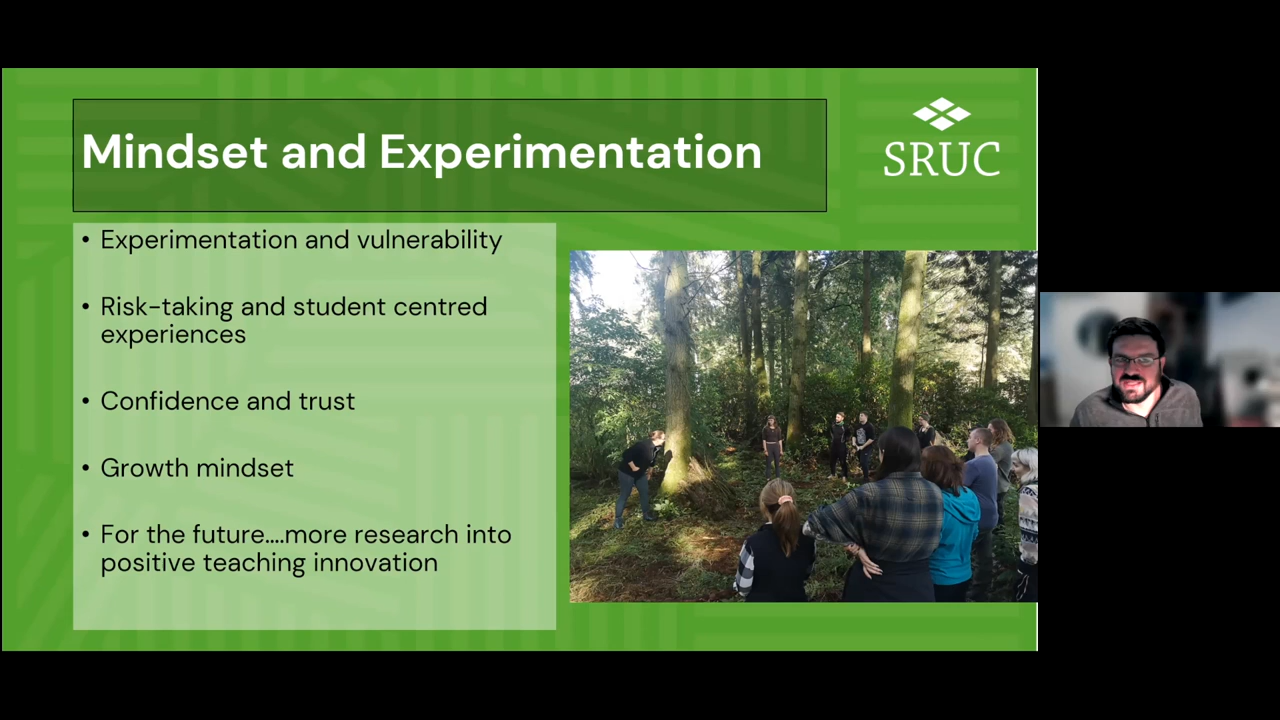 Mindset and Experimentation
SRUC
• Experimentation and vulnerability
• Risk-taking and student centred
experiences
• Confidence and trust
• Growth mindset
• For the future....more research into
positive teaching innovation